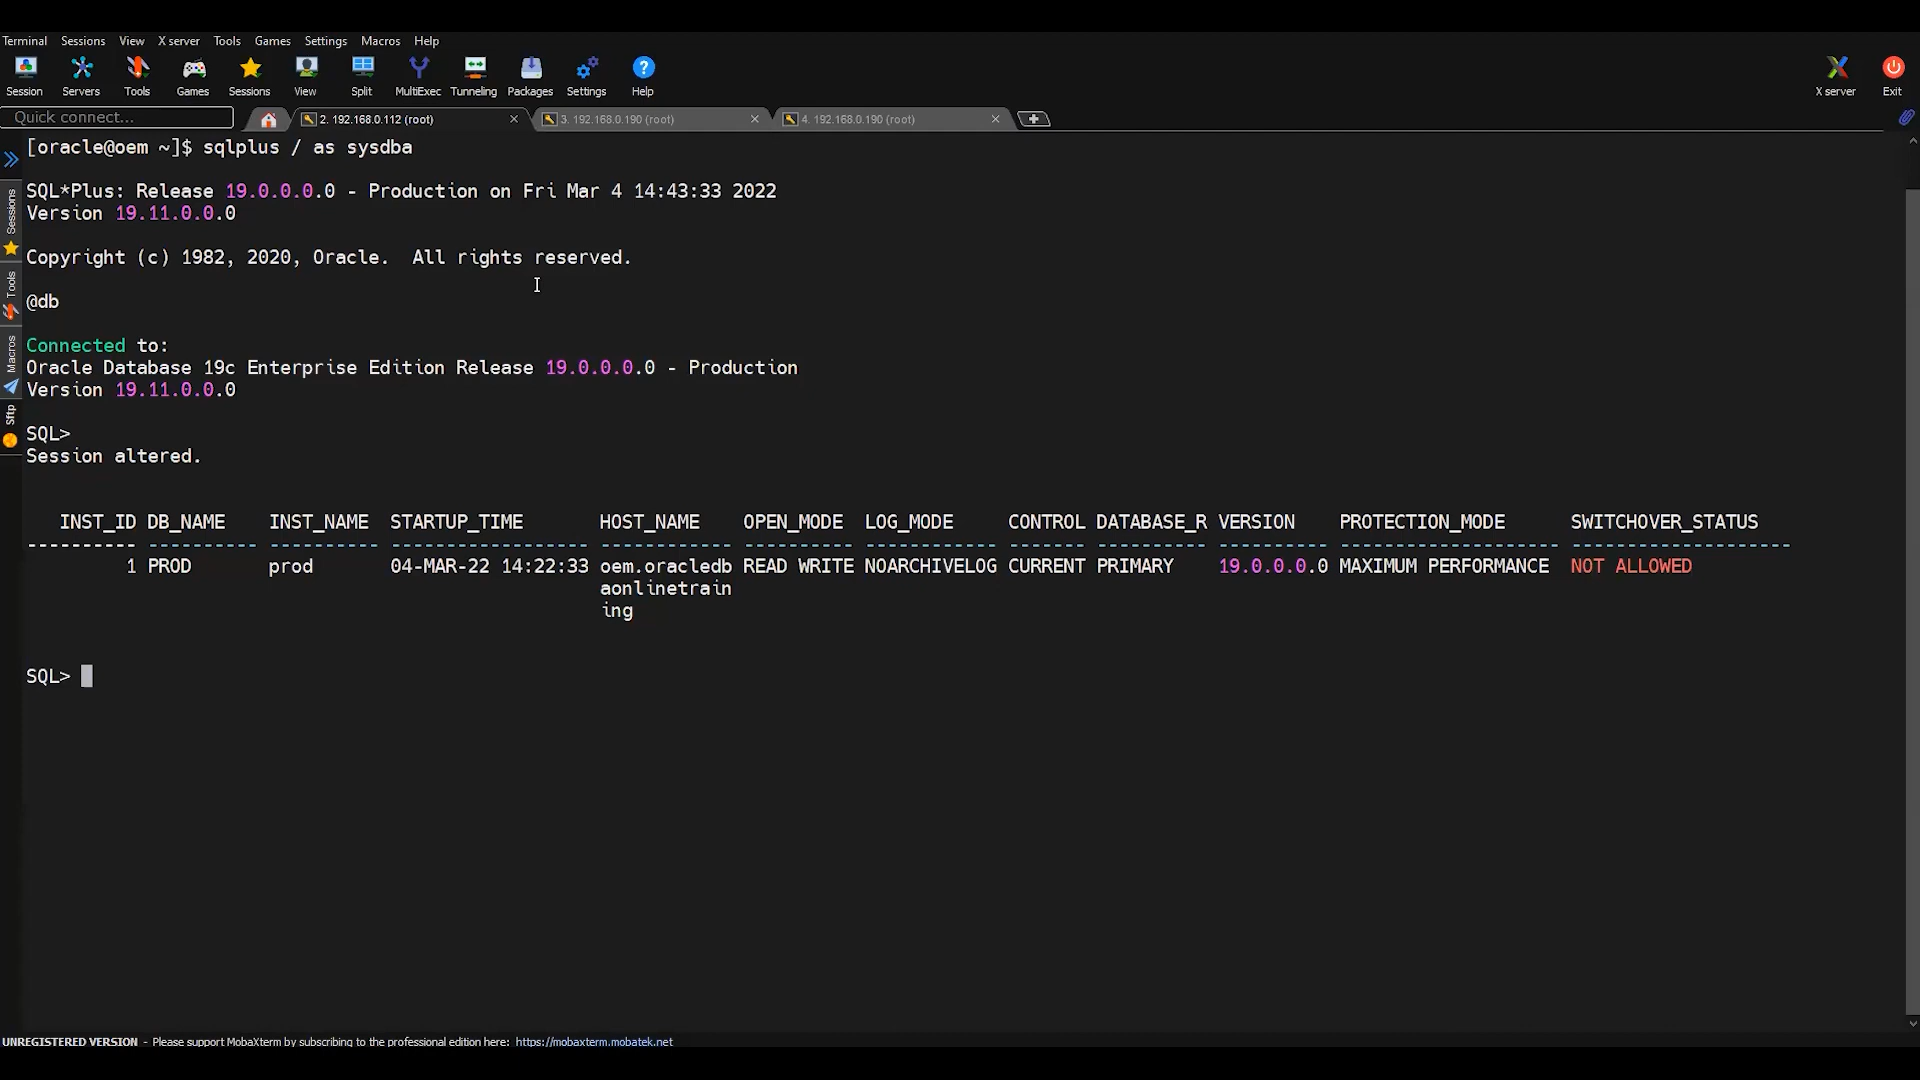 Terminal Sessions View X server Tools Games Settings Macros Help
Session Servers Tools Games Sessions View Split MultiExec Tunneling Packages Settings Help X server Exit
Quick connect... 2. 192.168.0.112 (root) 3. 192.168.0.190 (root) 4. 192.168.0.190 (root)
Sessions
Tools
Macros
Sftp
[oracle@oem ~]$ sqlplus / as sysdba
SQL*Plus: Release 19.0.0.0.0 - Production on Fri Mar 4 14:43:33 2022
Version 19.11.0.0.0
Copyright (c) 1982, 2020, Oracle.  All rights reserved.
@db
Connected to:
Oracle Database 19c Enterprise Edition Release 19.0.0.0.0 - Production
Version 19.11.0.0.0
SQL>
Session altered.
INST_ID DB_NAME INST_NAME STARTUP_TIME HOST_NAME OPEN_MODE LOG_MODE CONTROL DATABASE_R VERSION PROTECTION_MODE SWITCHOVER_STATUS
---------- ---------- ---------- ------------------ ------------ ---------- ------------ ------- ---------- ---------- -------------------- --------------------
1 PROD prod 04-MAR-22 14:22:33 oem.oracledb READ WRITE NOARCHIVELOG CURRENT PRIMARY 19.0.0.0.0 MAXIMUM PERFORMANCE NOT ALLOWED
aonlinetrain
ing
SQL>
UNREGISTERED VERSION - Please support MobaXterm by subscribing to the professional edition here: https://mobaxterm.mobatek.net